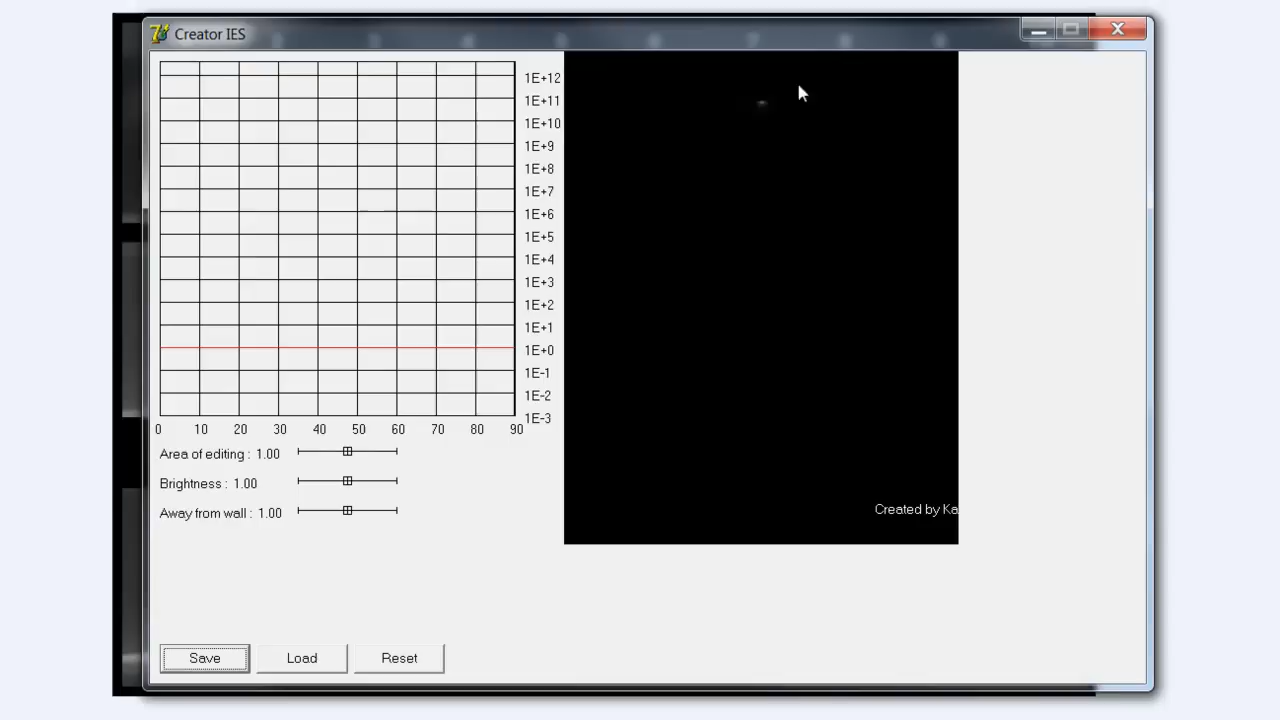 Creator IES
1E+12
1E+11
1E+10
1E+9
1E+8
1E+7
1E+6
1E+5
1E+4
1E+3
1E+2
1E+1
1E+0
1E-1
1E-2
1E-3
0 10 20 30 40 50 60 70 80 90
Area of editing : 1.00
Brightness : 1.00
Away from wall : 1.00
Created by Ka
Save Load Reset